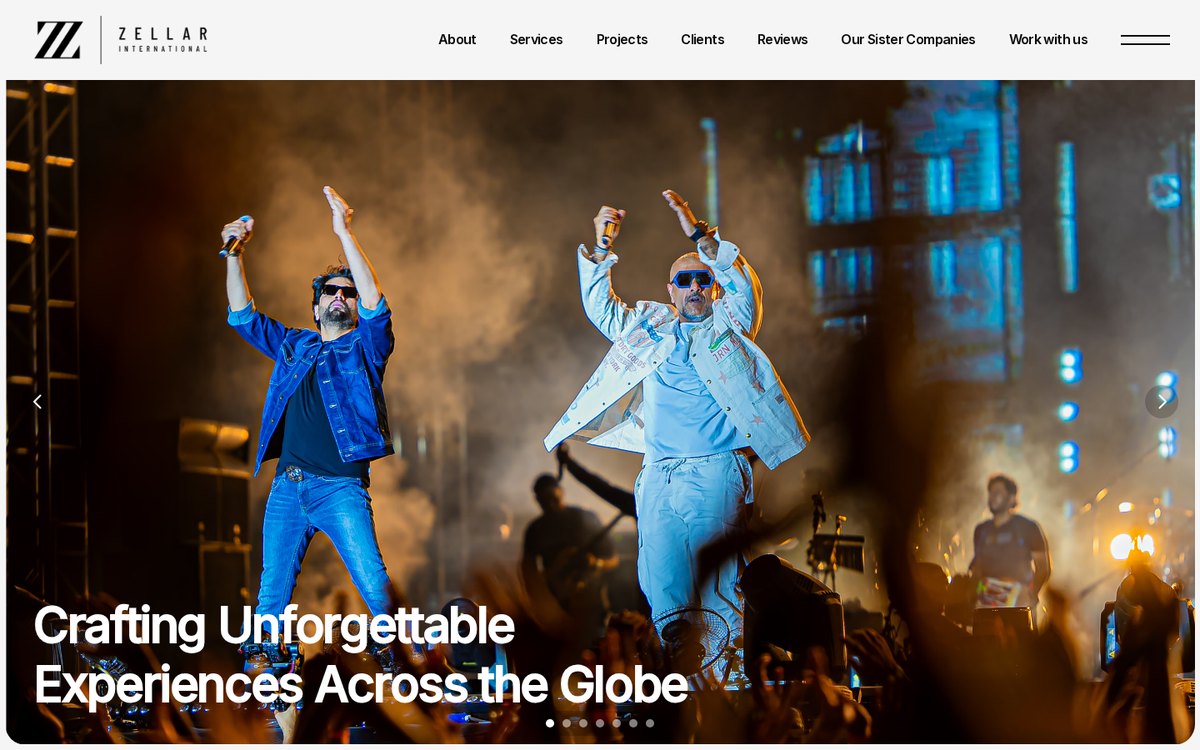 ZELLAR
INTERNATIONAL
About
Services
Projects
Clients
Reviews
Our Sister Companies
Work with us
Crafting Unforgettable
Experiences Across the Globe